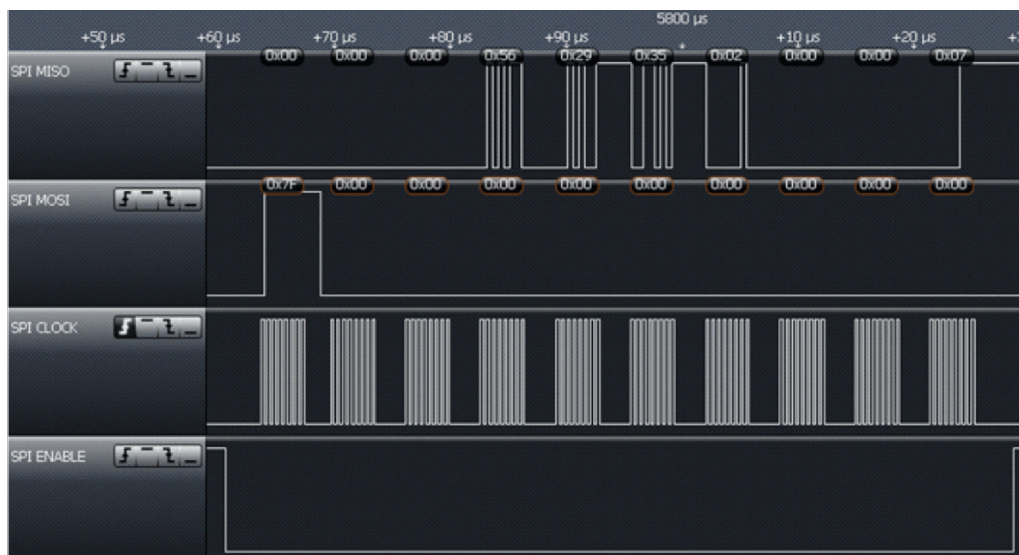 5800 µs
+50 µs +60 µs +70 µs +80 µs +90 µs +10 µs +20 µs
SPI MISO 0x00 0x00 0x00 0x56 0x29 0x35 0x02 0x00 0x00 0x07
SPI MOSI 0x7F 0x00 0x00 0x00 0x00 0x00 0x00 0x00 0x00 0x00
SPI CLOCK
SPI ENABLE